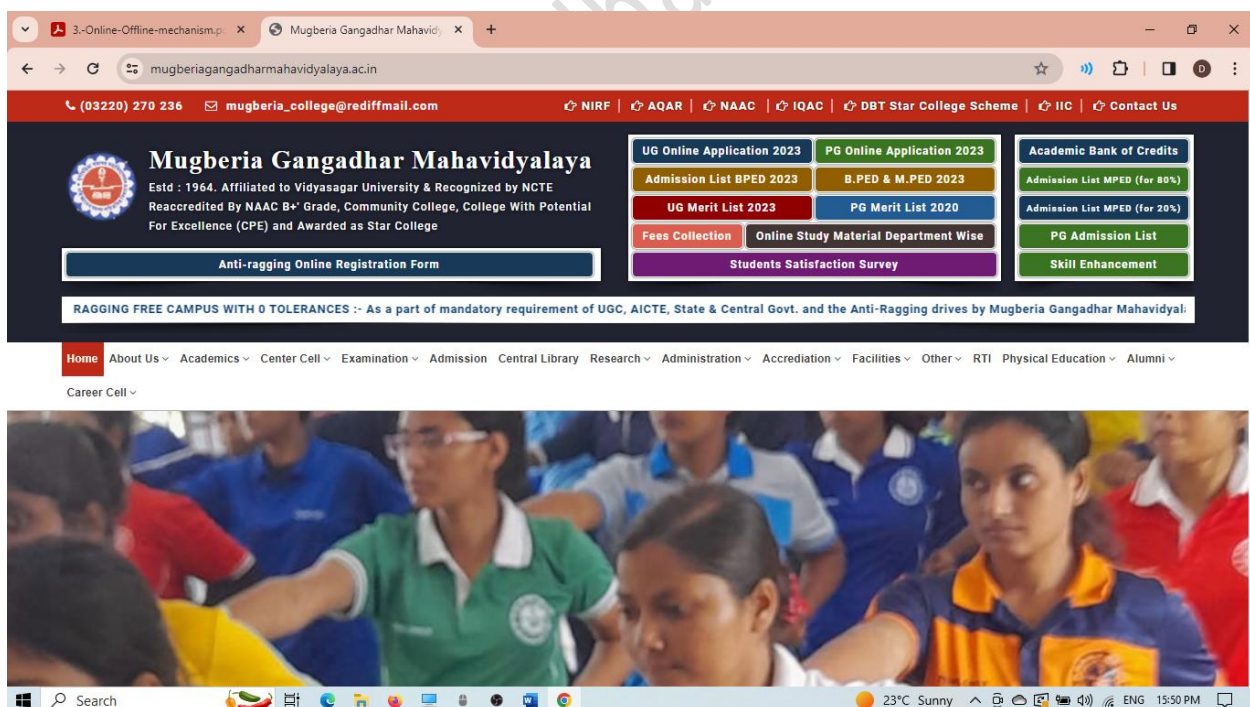 3.-Online-Offline-mechanism.p
Mugberia Gangadhar Mahavidy
mugberiagangadharmahavidyalaya.ac.in
D
(03220) 270 236 mugberia_college@rediffmail.com NIRF | AQAR | NAAC | IQAC | DBT Star College Scheme | IIC | Contact Us
Mugberia Gangadhar Mahavidyalaya
Estd : 1964. Affiliated to Vidyasagar University & Recognized by NCTE
Reaccredited By NAAC B+' Grade, Community College, College With Potential
For Excellence (CPE) and Awarded as Star College
Anti-ragging Online Registration Form
UG Online Application 2023 PG Online Application 2023
Admission List BPED 2023 B.PED & M.PED 2023
UG Merit List 2023 PG Merit List 2020
Fees Collection Online Study Material Department Wise
Students Satisfaction Survey
Academic Bank of Credits
Admission List MPED (for 80%)
Admission List MPED (for 20%)
PG Admission List
Skill Enhancement
RAGGING FREE CAMPUS WITH 0 TOLERANCES :- As a part of mandatory requirement of UGC, AICTE, State & Central Govt. and the Anti-Ragging drives by Mugberia Gangadhar Mahavidyal
Home About Us Academics Center Cell Examination Admission Central Library Research Administration Accrediation Facilities Other RTI Physical Education Alumni
Career Cell
Search 23°C Sunny ENG 15:50 PM